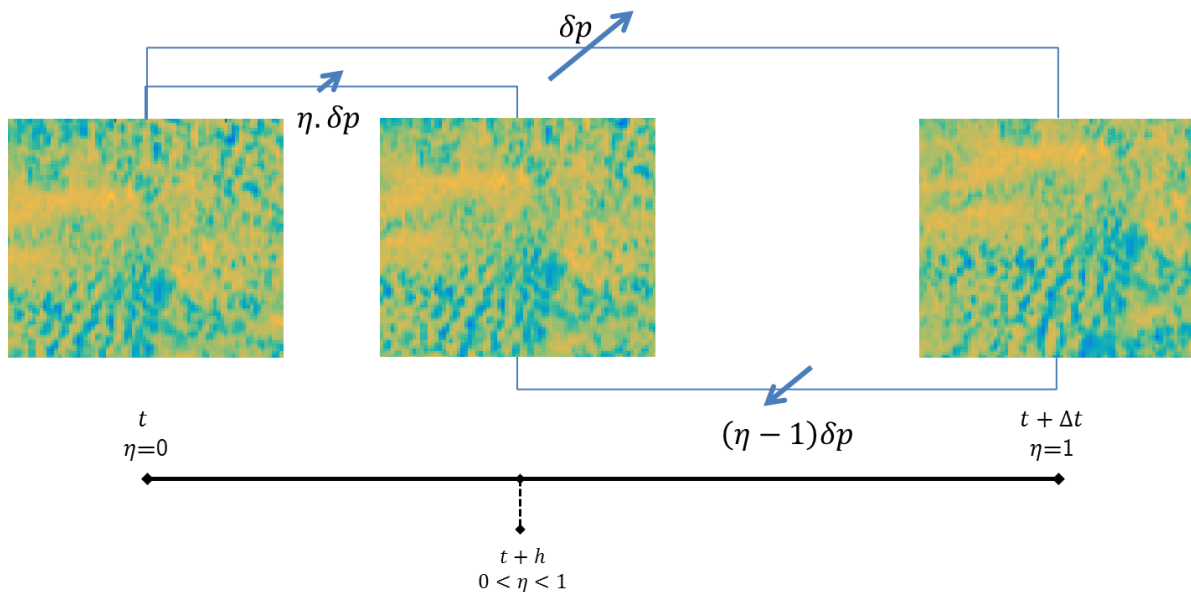 δp
η. δp
(η − 1)δp
t
η=0
t + Δt
η=1
t + h
0 < η < 1